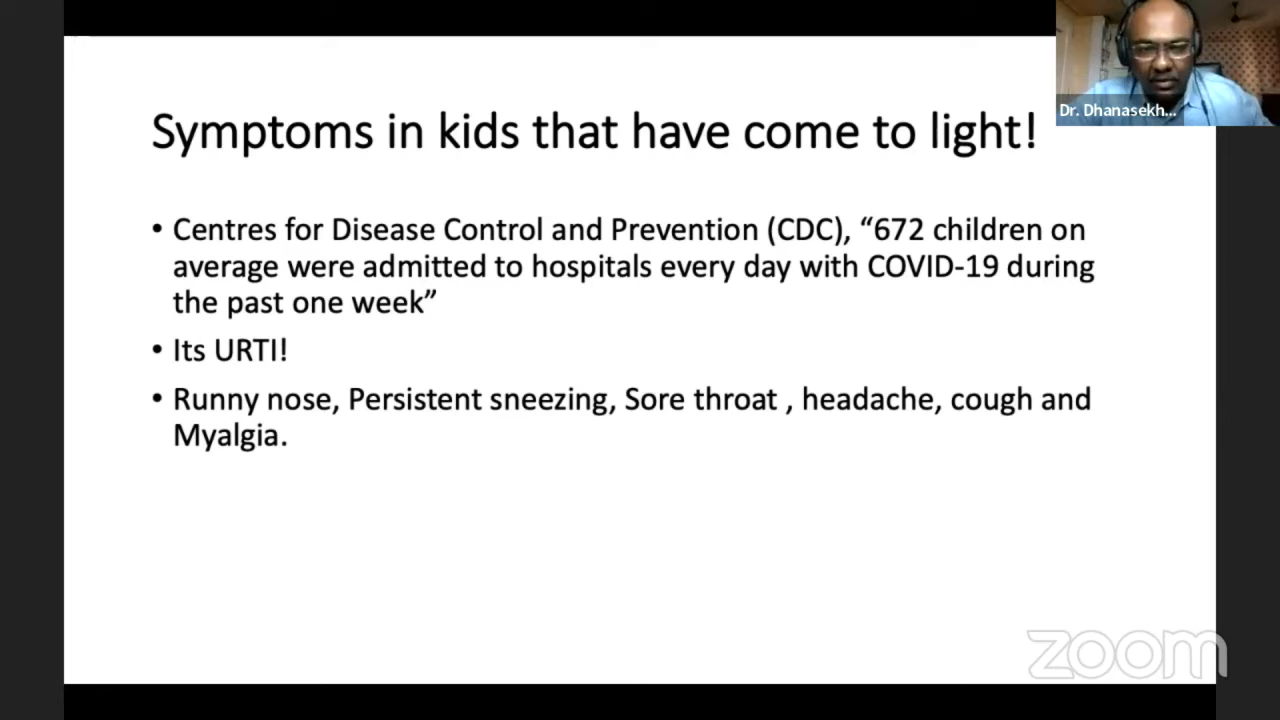 Symptoms in kids that have come to light!
Dr. Dhanasekh...
• Centres for Disease Control and Prevention (CDC), “672 children on
average were admitted to hospitals every day with COVID-19 during
the past one week”
• Its URTI!
• Runny nose, Persistent sneezing, Sore throat , headache, cough and
Myalgia.
zoom